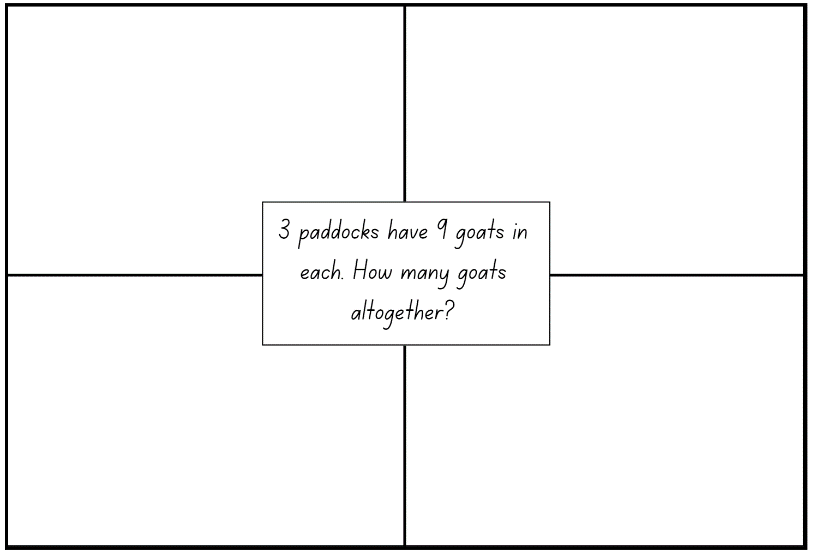 3 paddocks have 9 goats in
each. How many goats
altogether?